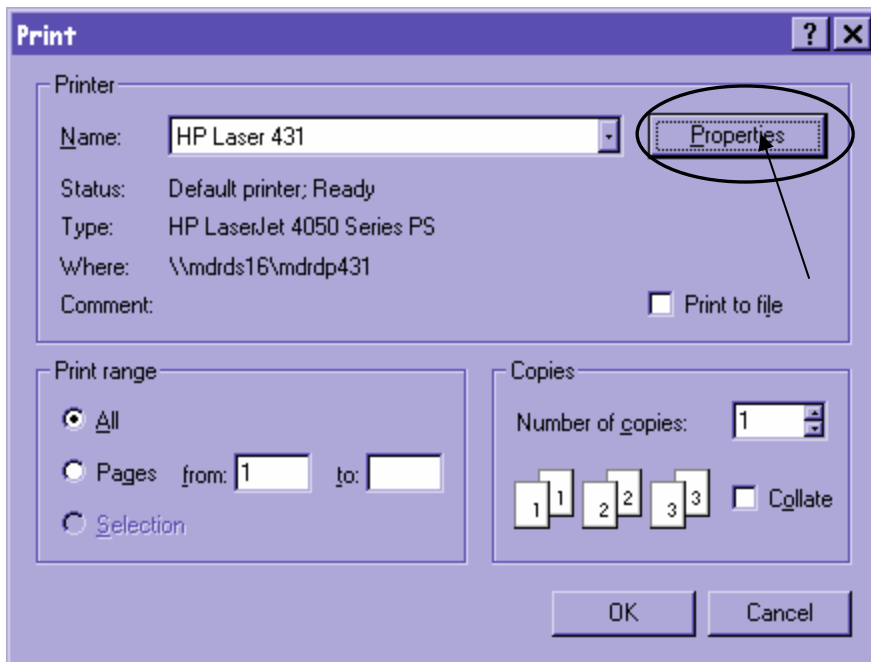 Print
Printer
Name: HP Laser 431 Properties
Status: Default printer; Ready
Type: HP LaserJet 4050 Series PS
Where: \\mdrds16\mdrdp431
Comment: Print to file
Print range
All
Pages from: 1 to:
Selection
Copies
Number of copies: 1
1 1 2 2 3 3 Collate
OK Cancel